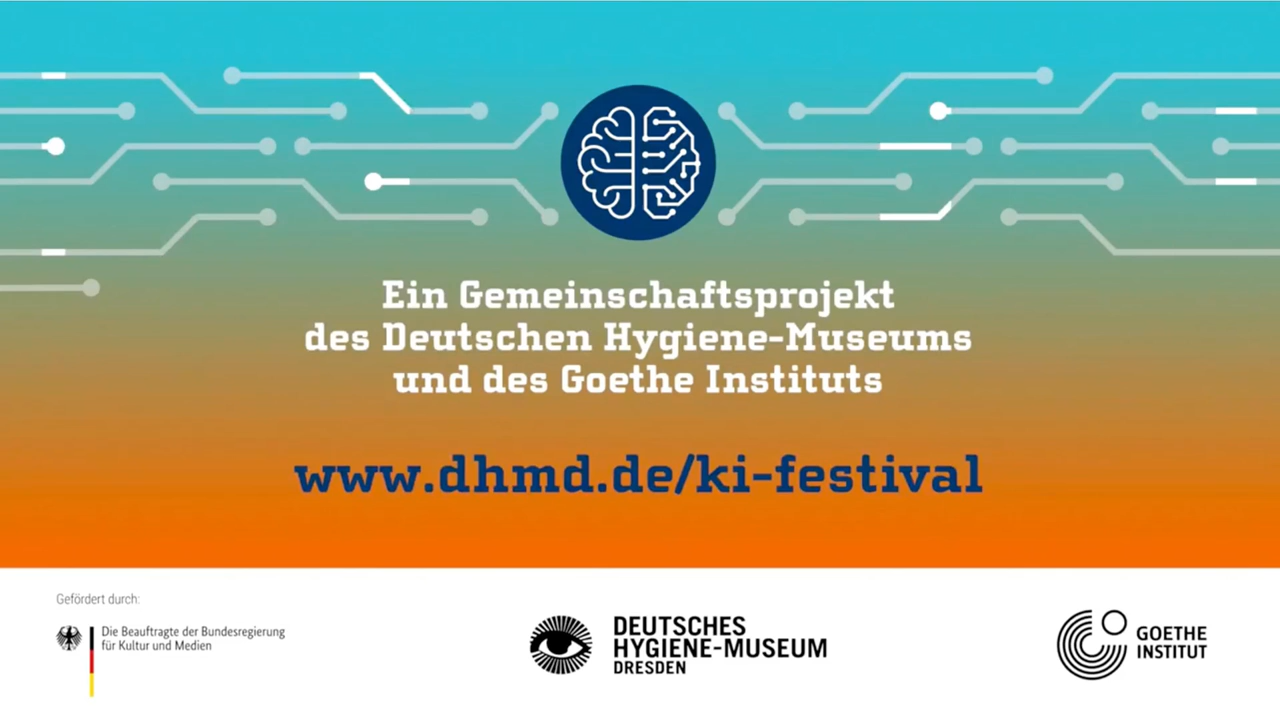 Ein Gemeinschaftsprojekt
des Deutschen Hygiene-Museums
und des Goethe Instituts
www.dhmd.de/ki-festival
Gefördert durch:
Die Beauftragte der Bundesregierung
für Kultur und Medien
DEUTSCHES
HYGIENE-MUSEUM
DRESDEN
GOETHE
INSTITUT